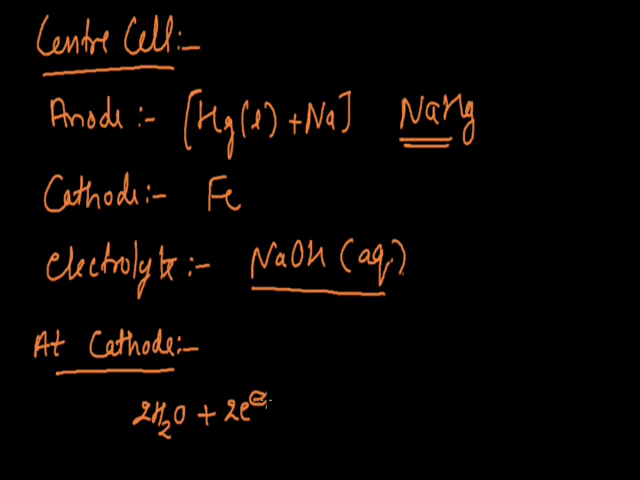 Centre Cell:-
Anode :- [Hg(l) + Na] NaHg
Cathode:- Fe
Electrolyte :- NaOH (aq.)
At Cathode:-
2H₂O + 2e⊖